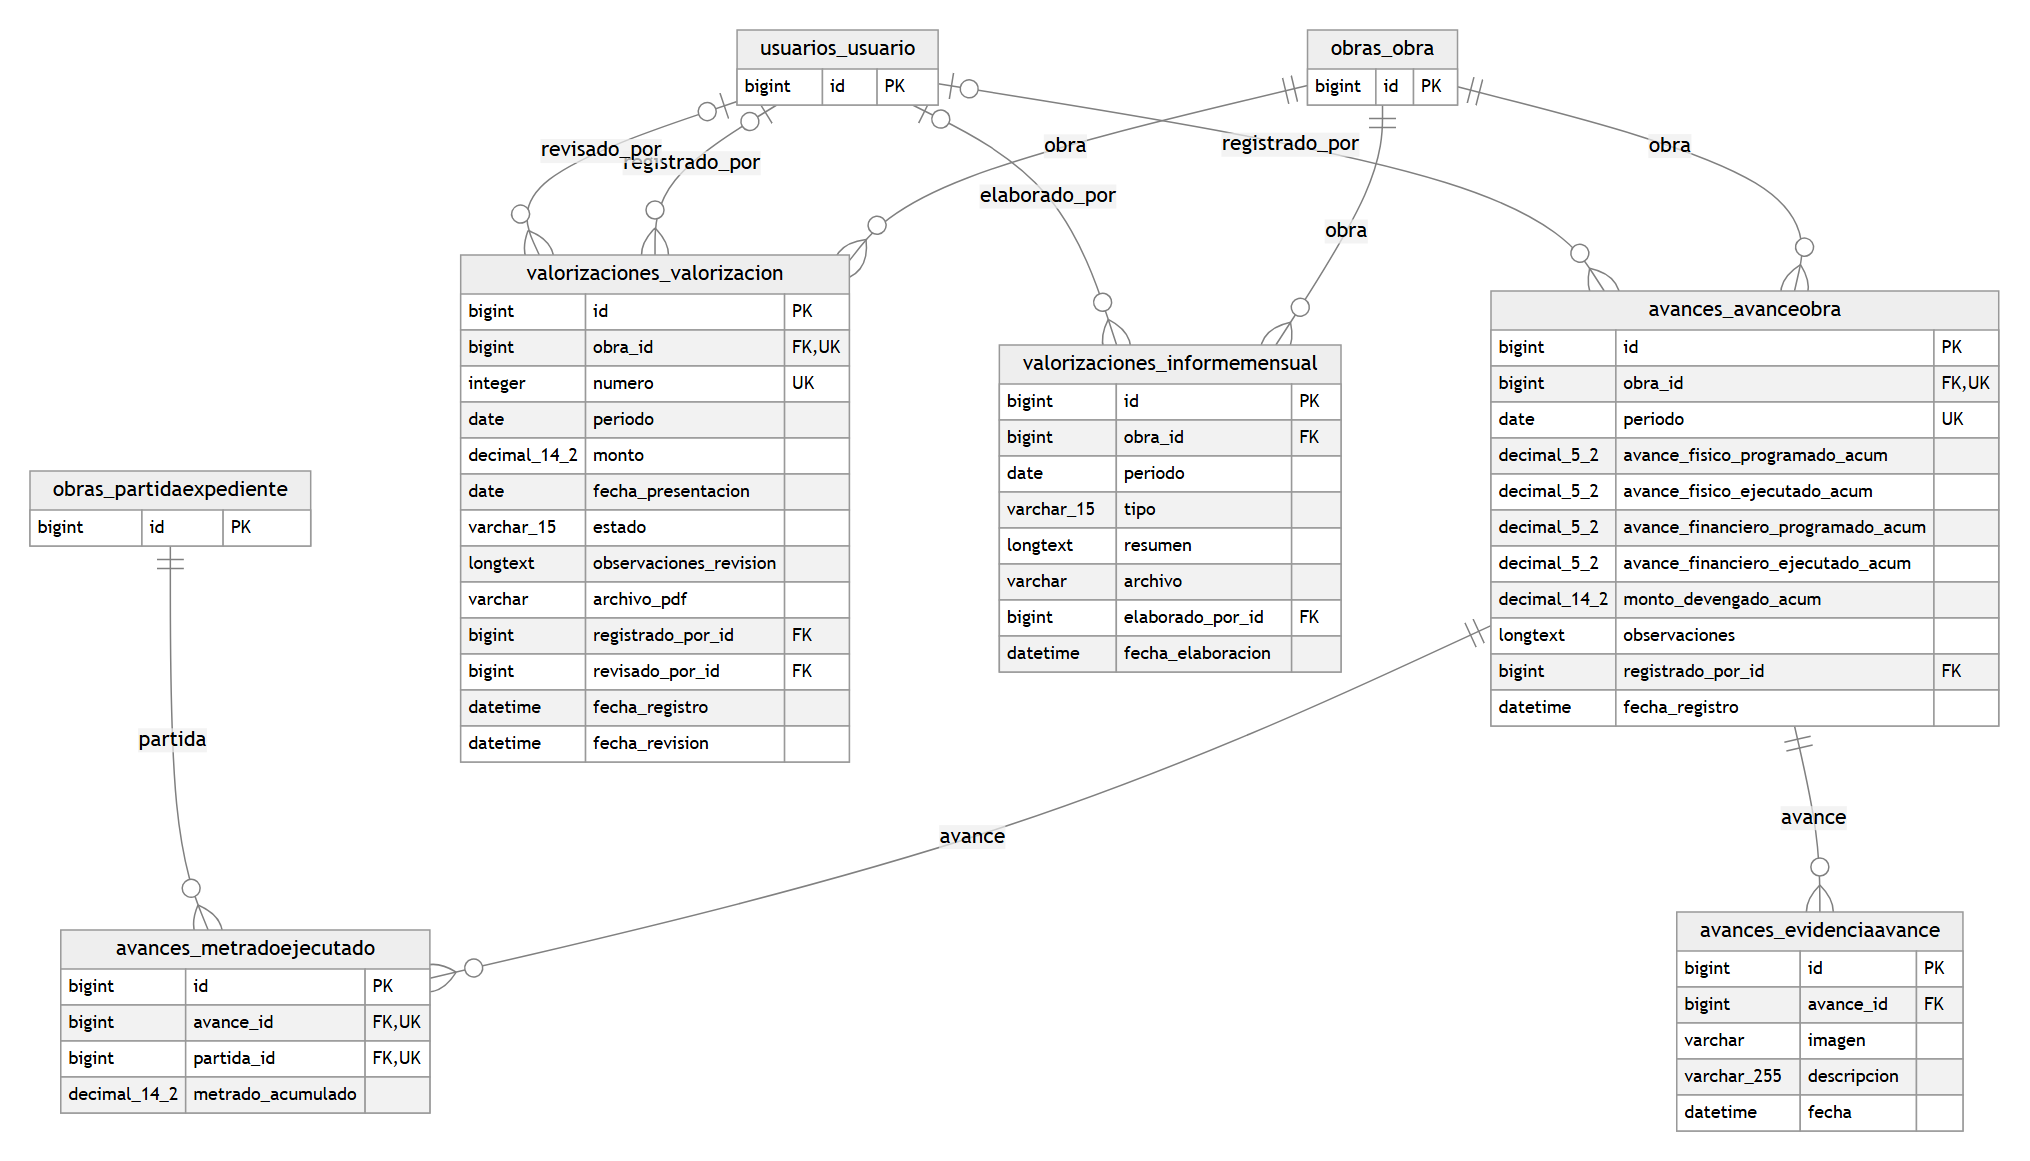 usuarios_usuario
bigint id PK
obras_obra
bigint id PK
revisado_por
registrado_por
elaborado_por
obra
registrado_por
obra
obra
valorizaciones_valorizacion
bigint id PK
bigint obra_id FK,UK
integer numero UK
date periodo
decimal_14_2 monto
date fecha_presentacion
varchar_15 estado
longtext observaciones_revision
varchar archivo_pdf
bigint registrado_por_id FK
bigint revisado_por_id FK
datetime fecha_registro
datetime fecha_revision
valorizaciones_informemensual
bigint id PK
bigint obra_id FK
date periodo
varchar_15 tipo
longtext resumen
varchar archivo
bigint elaborado_por_id FK
datetime fecha_elaboracion
avances_avanceobra
bigint id PK
bigint obra_id FK,UK
date periodo UK
decimal_5_2 avance_fisico_programado_acum
decimal_5_2 avance_fisico_ejecutado_acum
decimal_5_2 avance_financiero_programado_acum
decimal_5_2 avance_financiero_ejecutado_acum
decimal_14_2 monto_devengado_acum
longtext observaciones
bigint registrado_por_id FK
datetime fecha_registro
obras_partidaexpediente
bigint id PK
partida
avance
avance
avances_metradoejecutado
bigint id PK
bigint avance_id FK,UK
bigint partida_id FK,UK
decimal_14_2 metrado_acumulado
avances_evidenciaavance
bigint id PK
bigint avance_id FK
varchar imagen
varchar_255 descripcion
datetime fecha